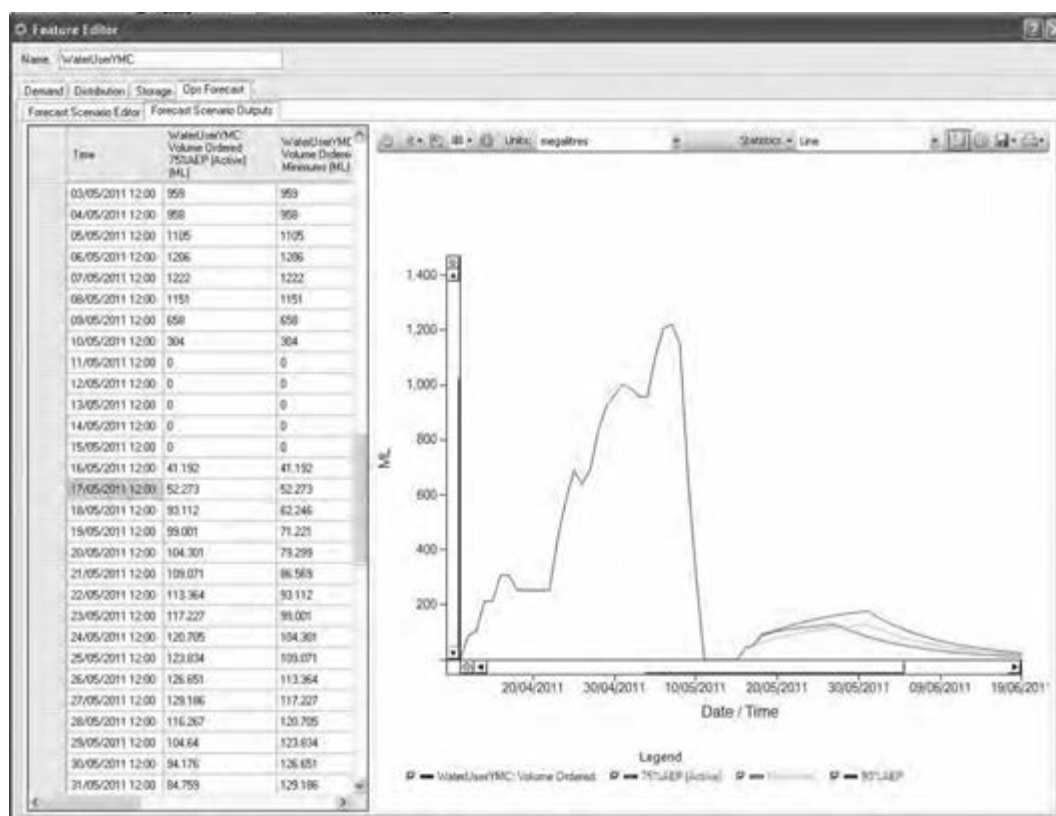 Feature Editor
Name: WaterUserYMC
Demand Distribution Storage Ops Forecast
Forecast Scenario Editor Forecast Scenario Outputs
Time WaterUserYMC: Volume Ordered 75%AEP (Active) (ML) WaterUserYMC Volume Ordere Minimums (ML)
Units: megalitres Statistics Line
03/05/2011 12:00 959 959
04/05/2011 12:00 958 958
05/05/2011 12:00 1105 1105
06/05/2011 12:00 1206 1206
07/05/2011 12:00 1222 1222
08/05/2011 12:00 1151 1151
09/05/2011 12:00 658 658
10/05/2011 12:00 304 304
11/05/2011 12:00 0 0
12/05/2011 12:00 0 0
13/05/2011 12:00 0 0
14/05/2011 12:00 0 0
15/05/2011 12:00 0 0
16/05/2011 12:00 41.192 41.192
17/05/2011 12:00 52.273 52.273
18/05/2011 12:00 93.112 62.246
19/05/2011 12:00 99.001 71.221
20/05/2011 12:00 104.301 79.299
21/05/2011 12:00 109.071 86.569
22/05/2011 12:00 113.364 93.112
23/05/2011 12:00 117.227 99.001
24/05/2011 12:00 120.705 104.301
25/05/2011 12:00 123.834 109.071
26/05/2011 12:00 126.651 113.364
27/05/2011 12:00 129.186 117.227
28/05/2011 12:00 116.267 120.705
29/05/2011 12:00 104.64 123.834
30/05/2011 12:00 94.176 126.651
31/05/2011 12:00 84.759 129.186
1,400
1,200
1,000
800
600
400
200
ML
20/04/2011 30/04/2011 10/05/2011 20/05/2011 30/05/2011 09/06/2011 19/06/2011
Date / Time
Legend
WaterUserYMC: Volume Ordered 75%AEP (Active) 90%AEP